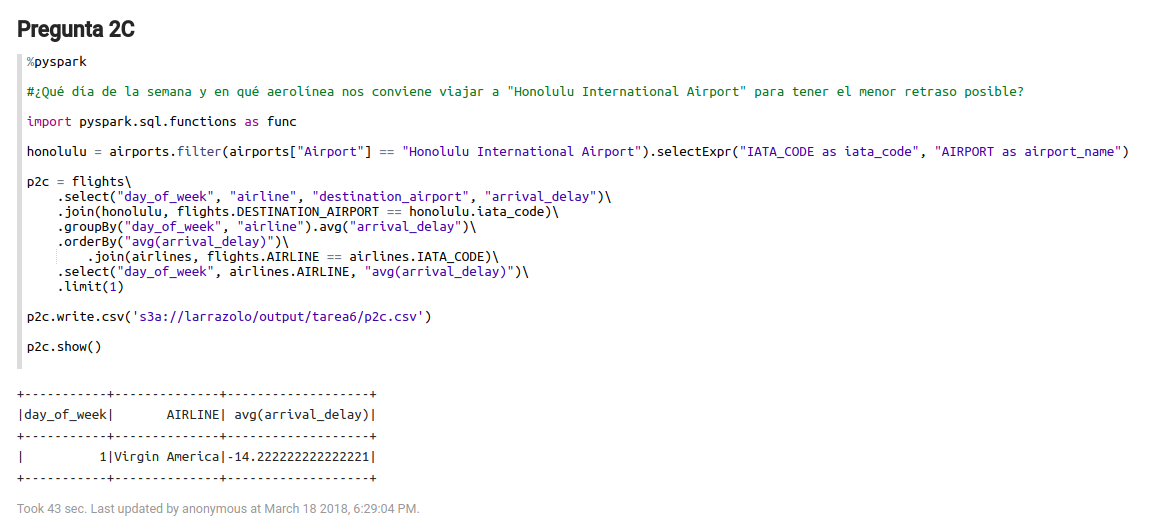 Pregunta 2C
%pyspark
#¿Qué día de la semana y en qué aerolínea nos conviene viajar a "Honolulu International Airport" para tener el menor retraso posible?
import pyspark.sql.functions as func
honolulu = airports.filter(airports["Airport"] == "Honolulu International Airport").selectExpr("IATA_CODE as iata_code", "AIRPORT as airport_name")
p2c = flights\
    .select("day_of_week", "airline", "destination_airport", "arrival_delay")\
    .join(honolulu, flights.DESTINATION_AIRPORT == honolulu.iata_code)\
    .groupBy("day_of_week", "airline").avg("arrival_delay")\
    .orderBy("avg(arrival_delay)")\
        .join(airlines, flights.AIRLINE == airlines.IATA_CODE)\
    .select("day_of_week", airlines.AIRLINE, "avg(arrival_delay)")\
    .limit(1)
p2c.write.csv('s3a://larrazolo/output/tarea6/p2c.csv')
p2c.show()
+-----------+--------------+-------------------+
|day_of_week|       AIRLINE| avg(arrival_delay)|
+-----------+--------------+-------------------+
|          1|Virgin America|-14.222222222222221|
+-----------+--------------+-------------------+
Took 43 sec. Last updated by anonymous at March 18 2018, 6:29:04 PM.